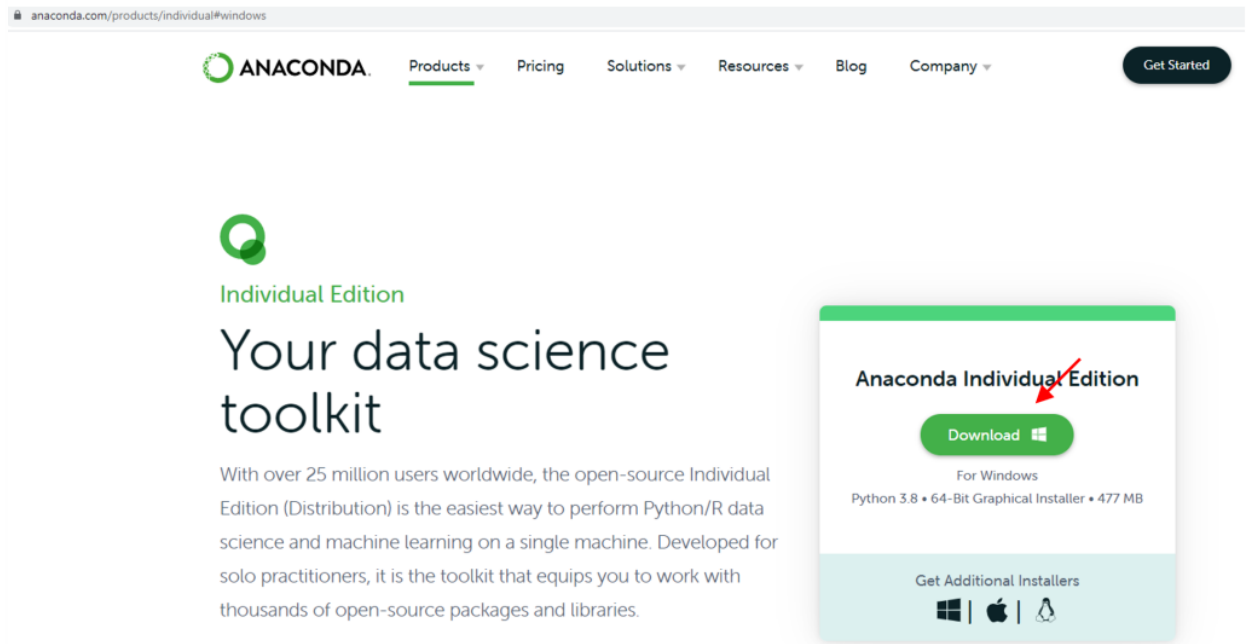 anaconda.com/products/individual#windows
ANACONDA.
Products
Pricing
Solutions
Resources
Blog
Company
Get Started
Individual Edition
Your data science
toolkit
With over 25 million users worldwide, the open-source Individual
Edition (Distribution) is the easiest way to perform Python/R data
science and machine learning on a single machine. Developed for
solo practitioners, it is the toolkit that equips you to work with
thousands of open-source packages and libraries.
Anaconda Individual Edition
Download
For Windows
Python 3.8 • 64-Bit Graphical Installer • 477 MB
Get Additional Installers
| |